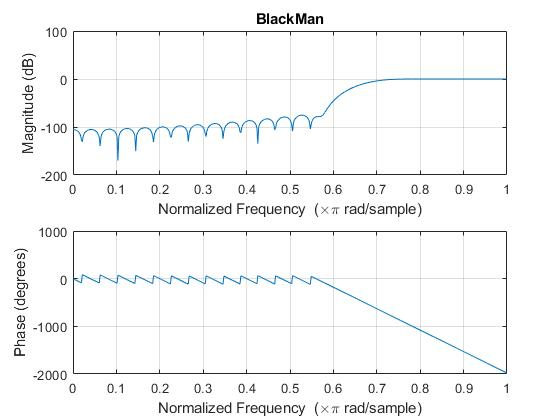 BlackMan
100
0
-100
-200
Magnitude (dB)
0 0.1 0.2 0.3 0.4 0.5 0.6 0.7 0.8 0.9 1
Normalized Frequency (×π rad/sample)
1000
0
-1000
-2000
Phase (degrees)
0 0.1 0.2 0.3 0.4 0.5 0.6 0.7 0.8 0.9 1
Normalized Frequency (×π rad/sample)